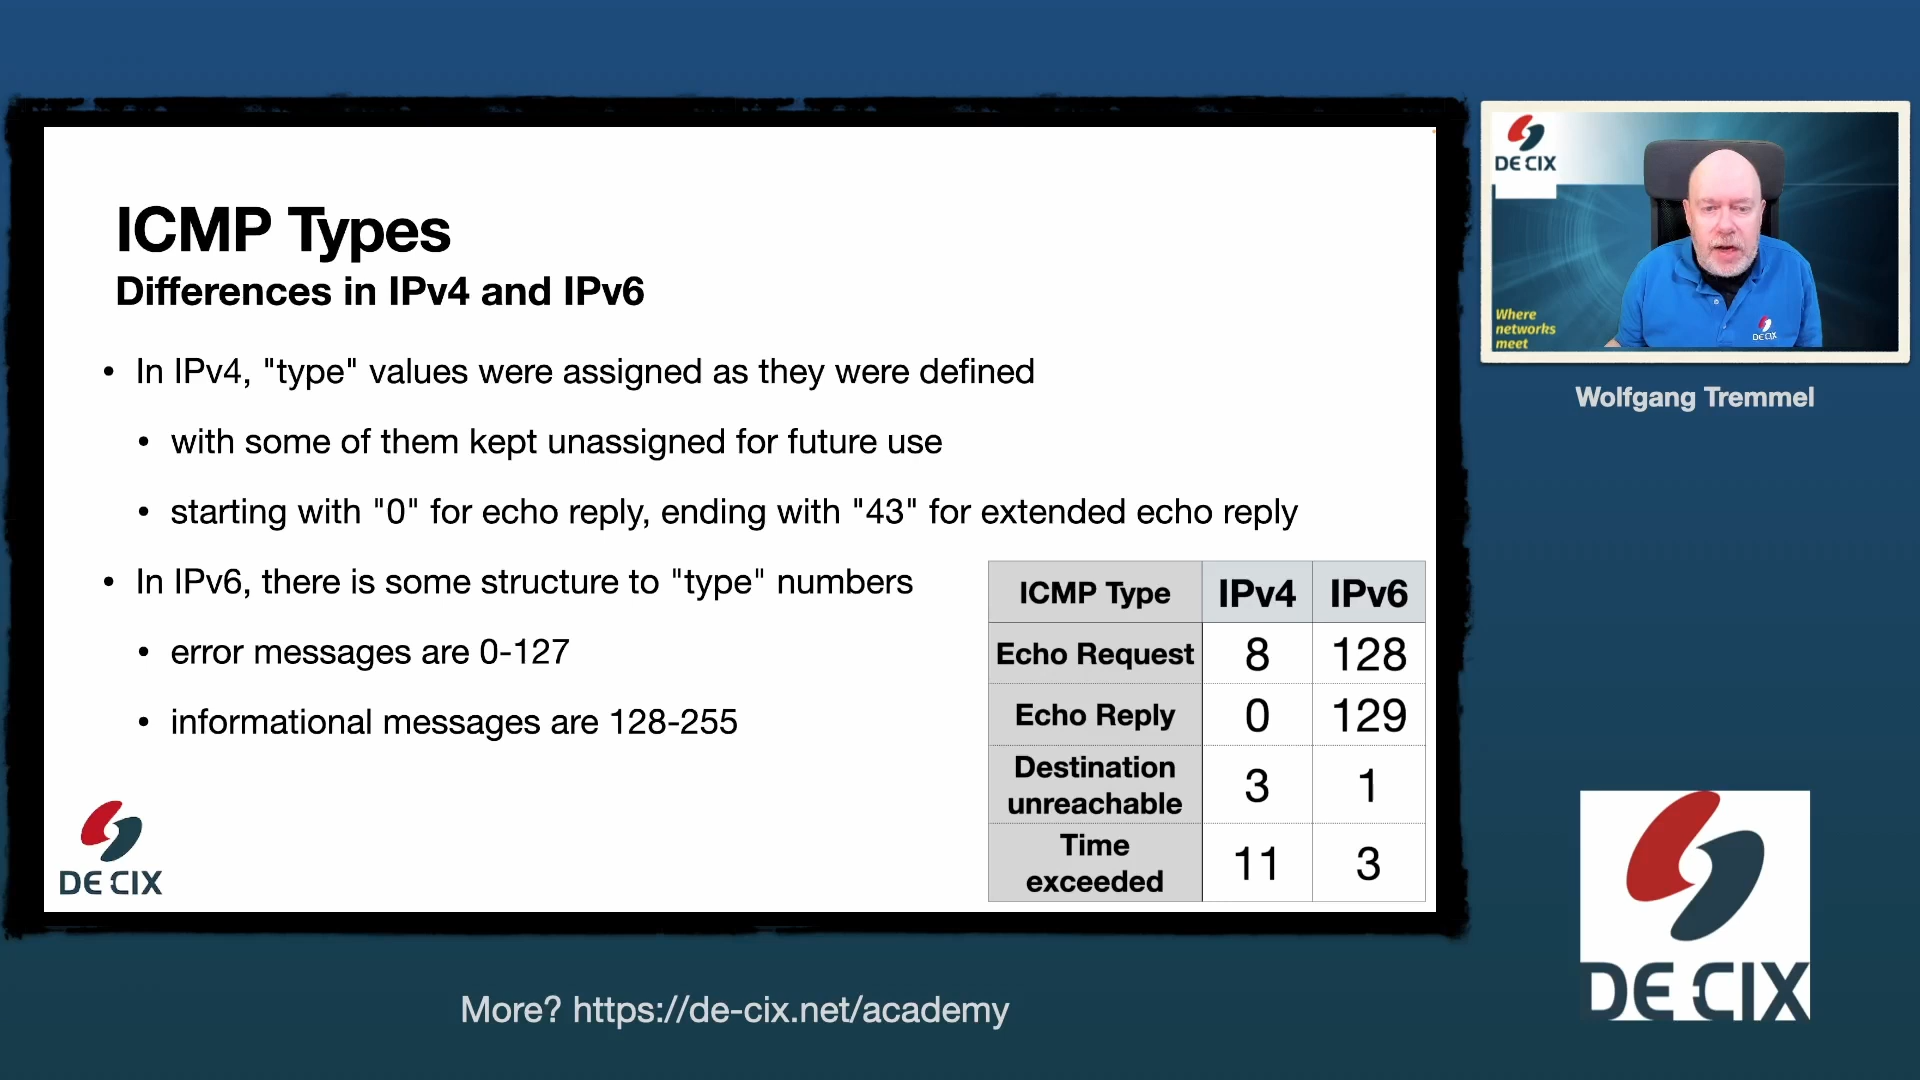 ICMP Types
Differences in IPv4 and IPv6
• In IPv4, "type" values were assigned as they were defined
• with some of them kept unassigned for future use
• starting with "0" for echo reply, ending with "43" for extended echo reply
• In IPv6, there is some structure to "type" numbers
• error messages are 0-127
• informational messages are 128-255
ICMP Type IPv4 IPv6
Echo Request 8 128
Echo Reply 0 129
Destination
unreachable 3 1
Time
exceeded 11 3
DE CIX
DE CIX
Where
networks
meet
DE CIX
Wolfgang Tremmel
DE CIX
More? https://de-cix.net/academy